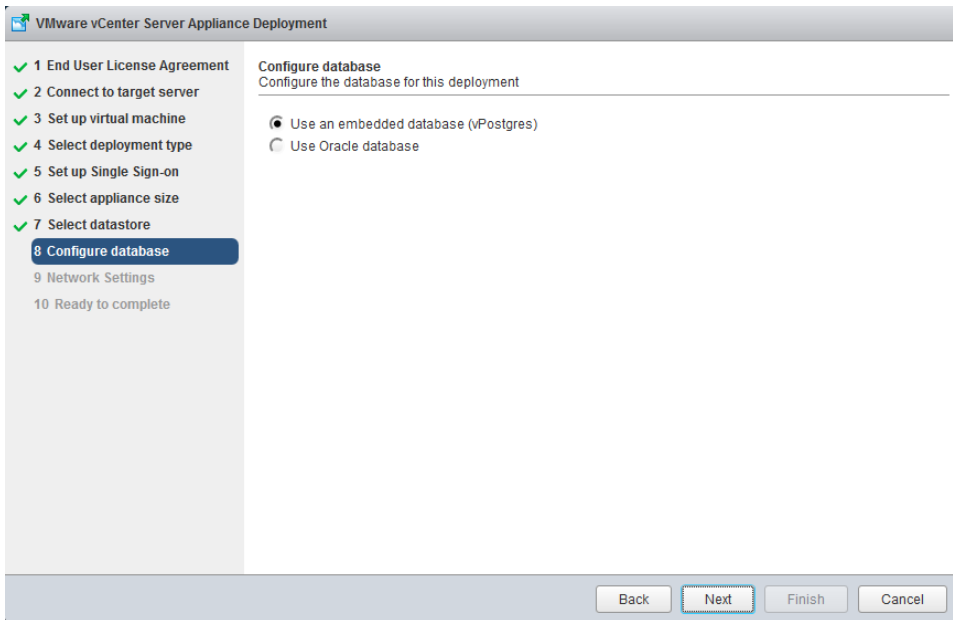 VMware vCenter Server Appliance Deployment
1 End User License Agreement
2 Connect to target server
3 Set up virtual machine
4 Select deployment type
5 Set up Single Sign-on
6 Select appliance size
7 Select datastore
8 Configure database
9 Network Settings
10 Ready to complete
Configure database
Configure the database for this deployment
Use an embedded database (vPostgres)
Use Oracle database
Back
Next
Finish
Cancel